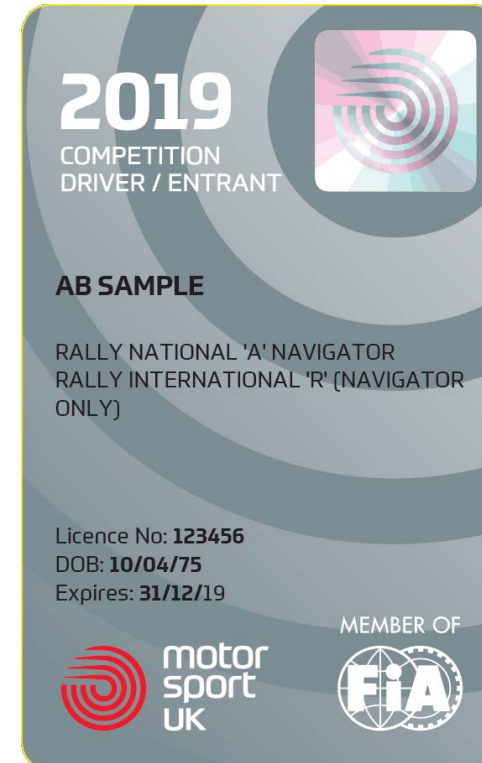 2019
COMPETITION
DRIVER / ENTRANT
AB SAMPLE
RALLY NATIONAL 'A' NAVIGATOR
RALLY INTERNATIONAL 'R' (NAVIGATOR
ONLY)
Licence No: 123456
DOB: 10/04/75
Expires: 31/12/19
motor
sport
UK
MEMBER OF
FiA